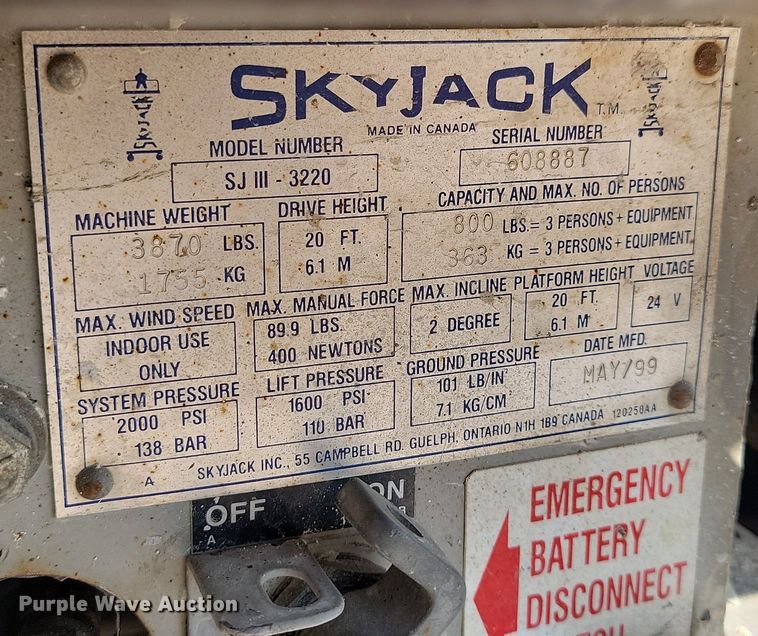 SKYJACK
SKYJACK T.M.
SKYJACK
MADE IN CANADA
MODEL NUMBER
SJ III - 3220
SERIAL NUMBER
608887
MACHINE WEIGHT
3870 LBS.
1755 KG
DRIVE HEIGHT
20 FT.
6.1 M
CAPACITY AND MAX. NO. OF PERSONS
800 LBS. = 3 PERSONS + EQUIPMENT
363 KG = 3 PERSONS + EQUIPMENT
MAX. WIND SPEED
INDOOR USE
ONLY
MAX. MANUAL FORCE
89.9 LBS.
400 NEWTONS
MAX. INCLINE
2 DEGREE
PLATFORM HEIGHT
20 FT.
6.1 M
VOLTAGE
24 V
SYSTEM PRESSURE
2000 PSI
138 BAR
LIFT PRESSURE
1600 PSI
110 BAR
GROUND PRESSURE
101 LB/IN²
7.1 KG/CM²
DATE MFD.
MAY/99
A SKYJACK INC., 55 CAMPBELL RD. GUELPH, ONTARIO N1H 1B9 CANADA 120258AA
OFF ON
A
EMERGENCY
BATTERY
DISCONNECT
Purple Wave Auction